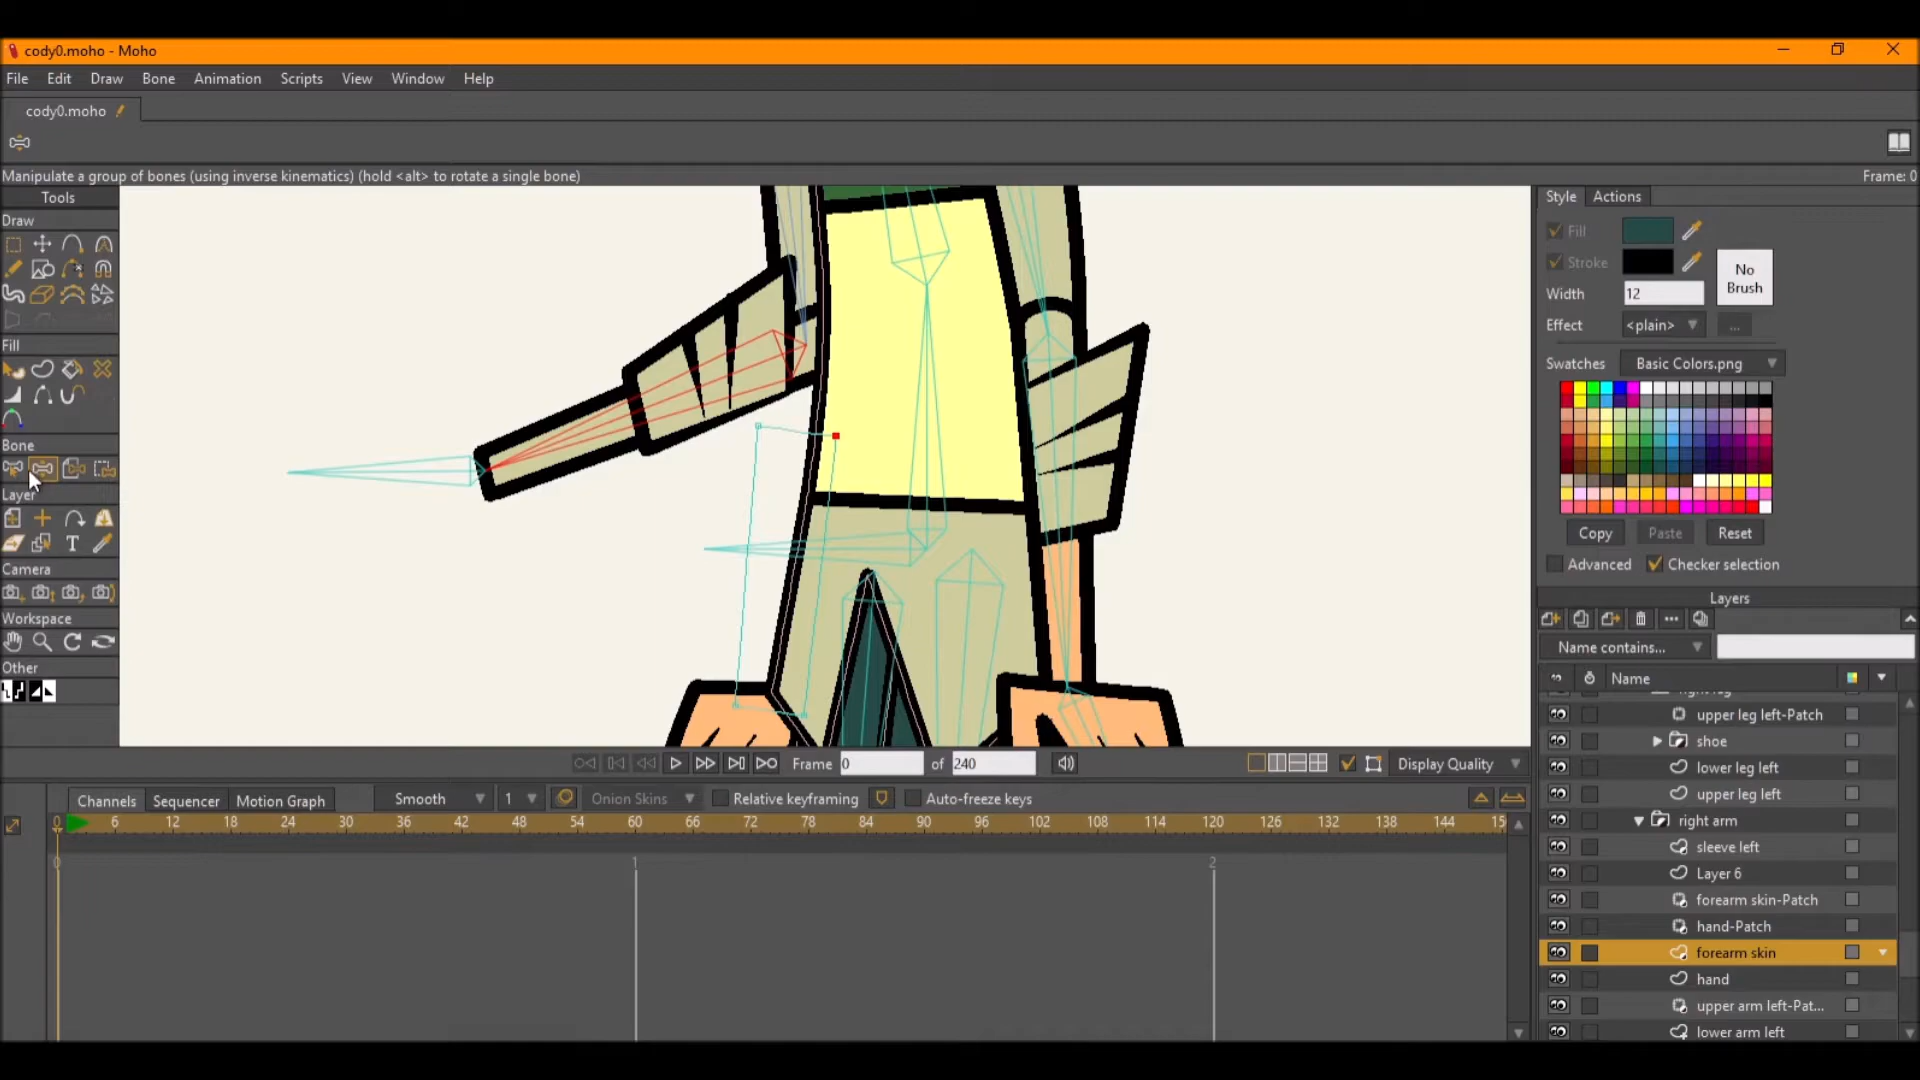 cody0.moho - Moho
File Edit Draw Bone Animation Scripts View Window Help
cody0.moho
Manipulate a group of bones (using inverse kinematics) (hold <alt> to rotate a single bone)
Frame: 0
Tools
Draw
Fill
Bone
Layer
Camera
Workspace
Other
Style Actions
Fill
Stroke
No Brush
Width 12
Effect <plain> ...
Swatches Basic Colors.png
Copy Paste Reset
Advanced Checker selection
Layers
Name contains...
Name
upper leg left-Patch
shoe
lower leg left
upper leg left
right arm
sleeve left
Layer 6
forearm skin-Patch
hand-Patch
forearm skin
hand
upper arm left-Pat...
lower arm left
Frame 0 of 240 Display Quality
Channels Sequencer Motion Graph Smooth 1 Onion Skins Relative keyframing Auto-freeze keys
0 6 12 18 24 30 36 42 48 54 60 66 72 78 84 90 96 102 108 114 120 126 132 138 144
0 1 2